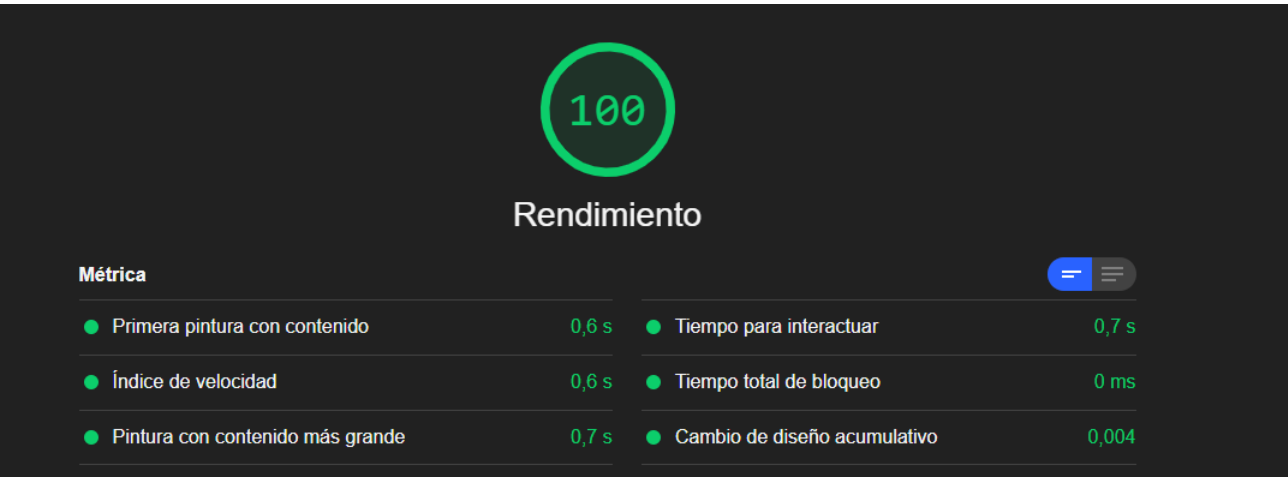 100
Rendimiento
Métrica
Primera pintura con contenido 0,6 s
Tiempo para interactuar 0,7 s
Índice de velocidad 0,6 s
Tiempo total de bloqueo 0 ms
Pintura con contenido más grande 0,7 s
Cambio de diseño acumulativo 0,004